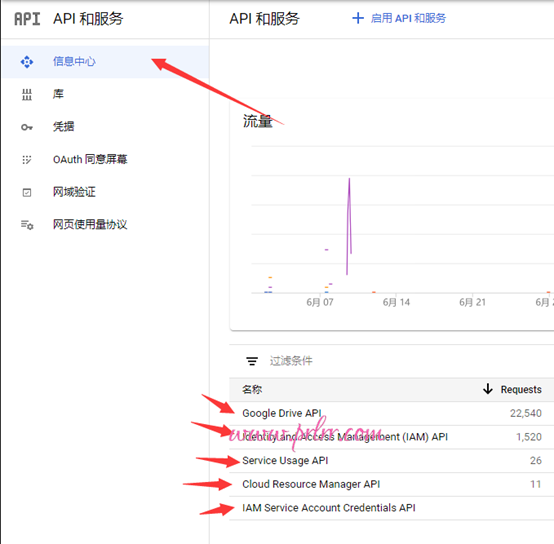 API API 和服务
API 和服务
启用 API 和服务
信息中心
库
凭据
OAuth 同意屏幕
网域验证
网页使用量协议
流量
6月 07
6月 14
6月 21
6月
过滤条件
名称 Requests
Google Drive API 22,540
www.prlrr.com
Identity and Access Management (IAM) API 1,520
Service Usage API 26
Cloud Resource Manager API 11
IAM Service Account Credentials API